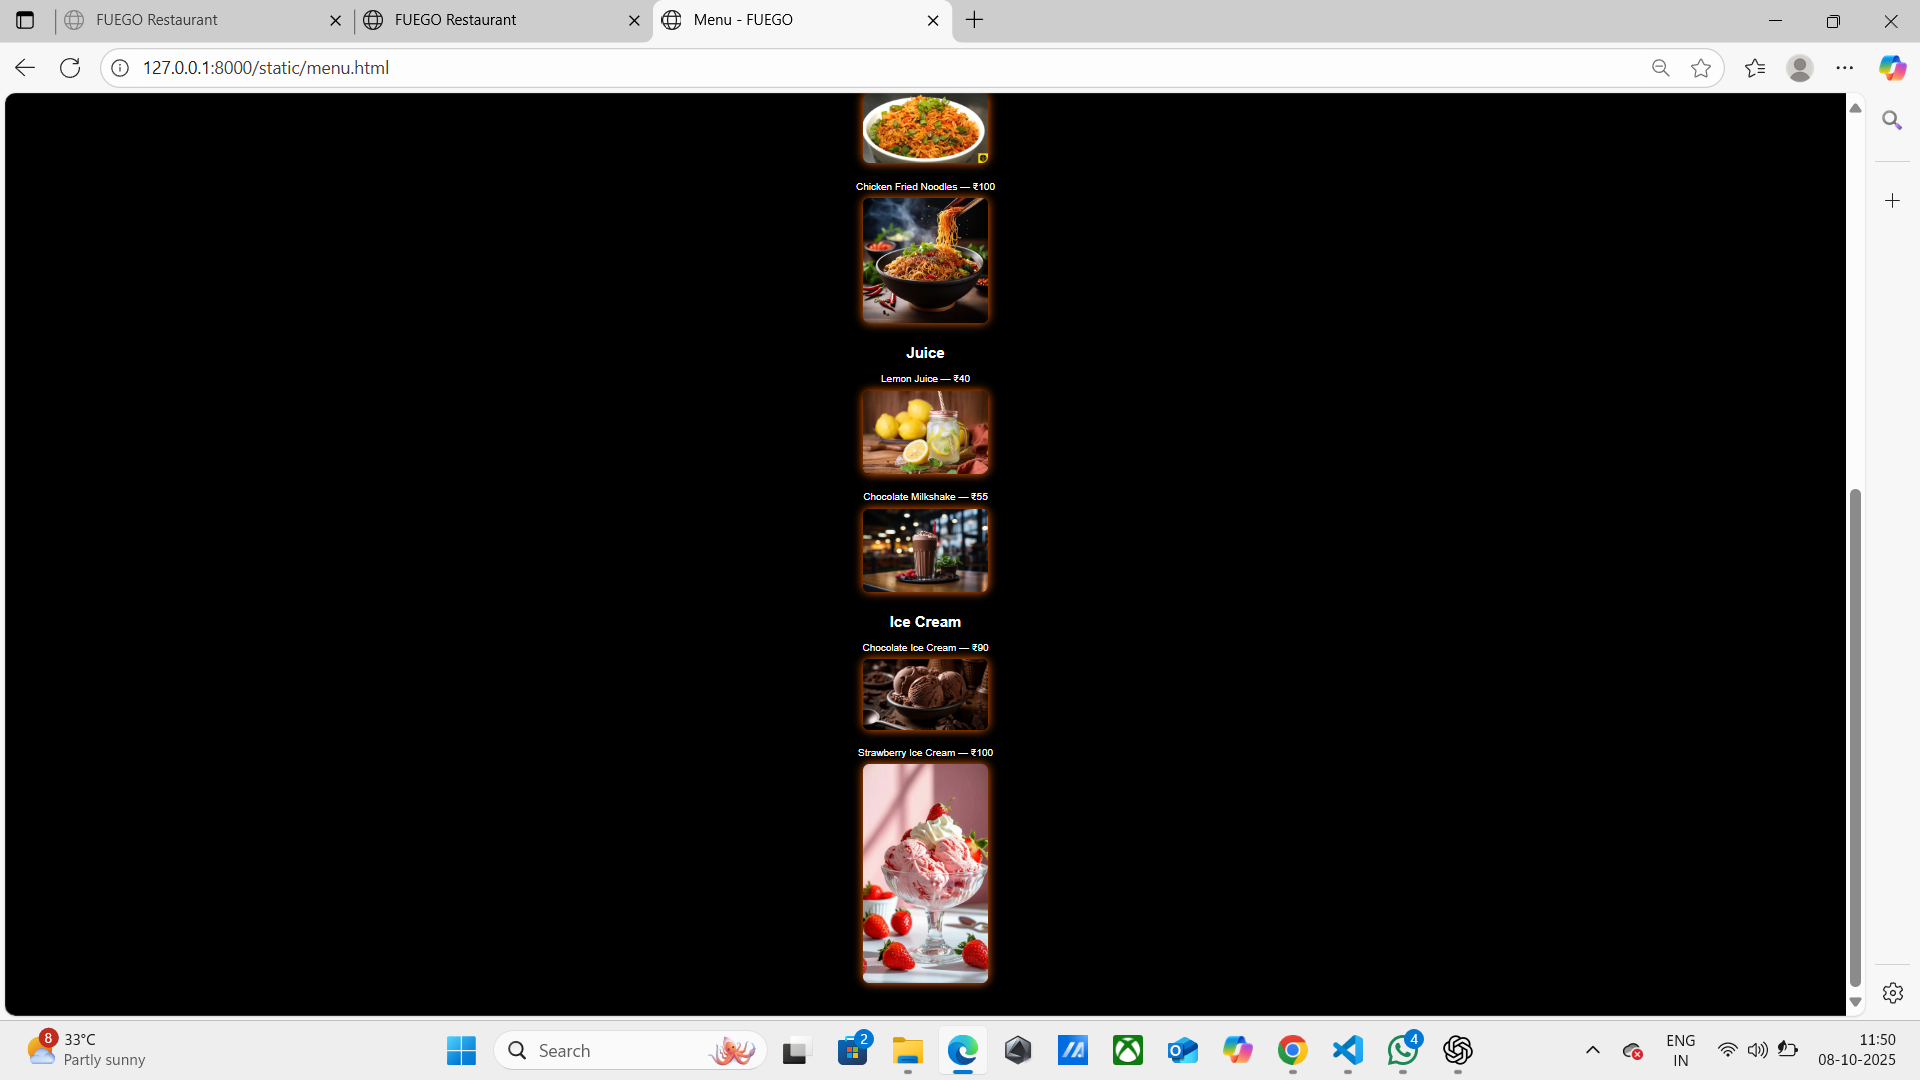 FUEGO Restaurant
FUEGO Restaurant
Menu - FUEGO
127.0.0.1:8000/static/menu.html
Chicken Fried Noodles — ₹100
Juice
Lemon Juice — ₹40
Chocolate Milkshake — ₹55
Ice Cream
Chocolate Ice Cream — ₹90
Strawberry Ice Cream — ₹100
8
33°C
Partly sunny
Search
2
4
ENG
IN
11:50
08-10-2025